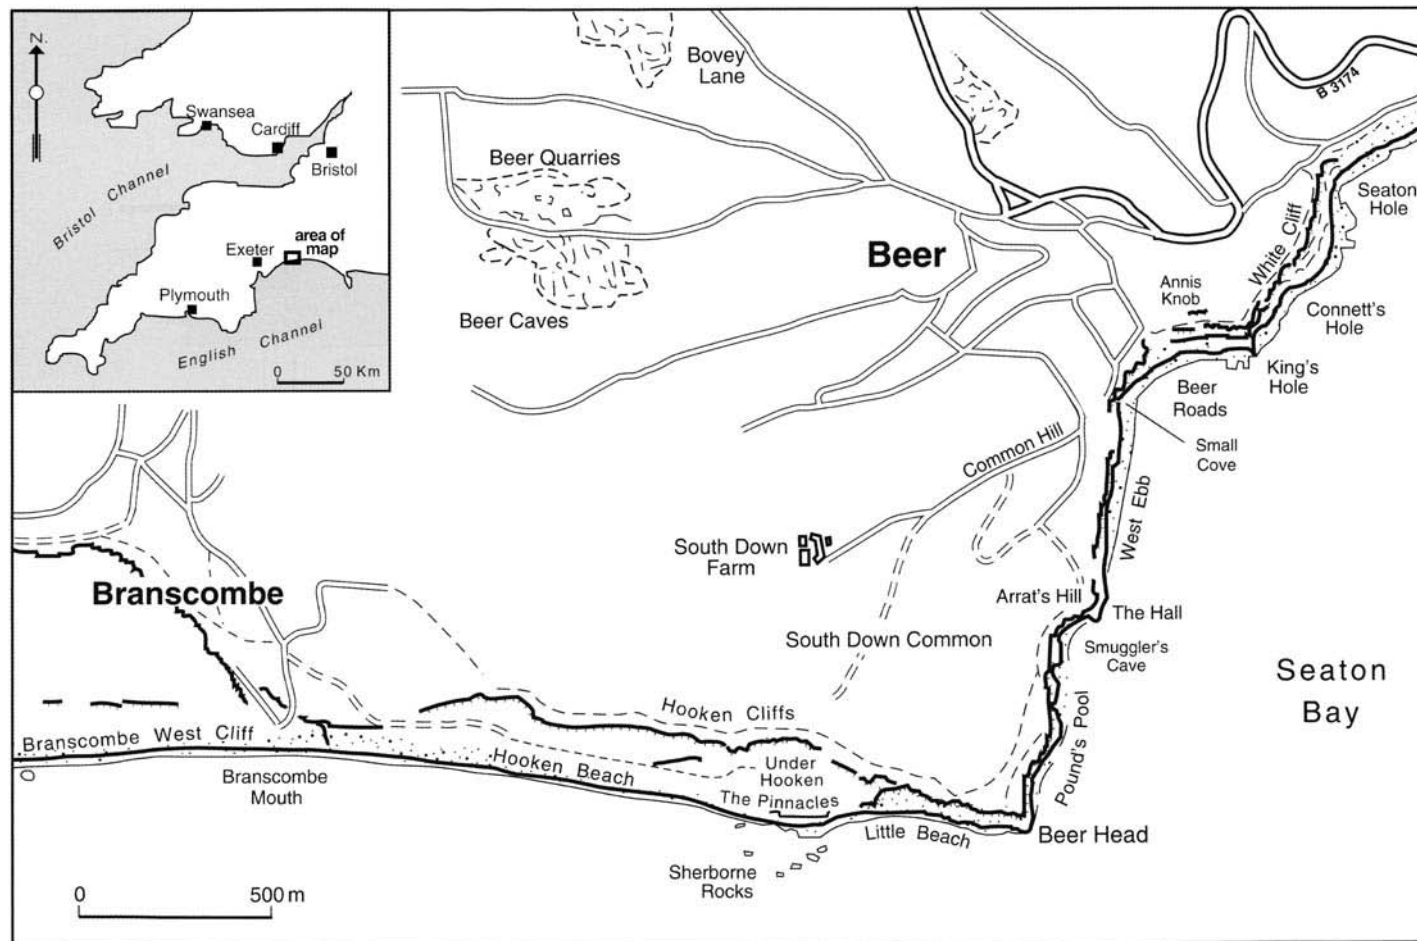 N.
Swansea
Cardiff
Bristol
Bristol Channel
Exeter
area of
map
Plymouth
English Channel
0 50 Km
Bovey
Lane
B 3174
Beer Quarries
Beer Caves
Beer
Seaton
Hole
White Cliff
Annis
Knob
Connett's
Hole
King's
Hole
Beer
Roads
Small
Cove
Common Hill
West Ebb
South Down
Farm
Branscombe
Arrat's Hill
The Hall
South Down Common
Smuggler's
Cave
Seaton
Bay
Hooken Cliffs
Pound's Pool
Branscombe West Cliff
Hooken Beach
Under
Hooken
Branscombe
Mouth
The Pinnacles
Little Beach
Beer Head
Sherborne
Rocks
0 500 m